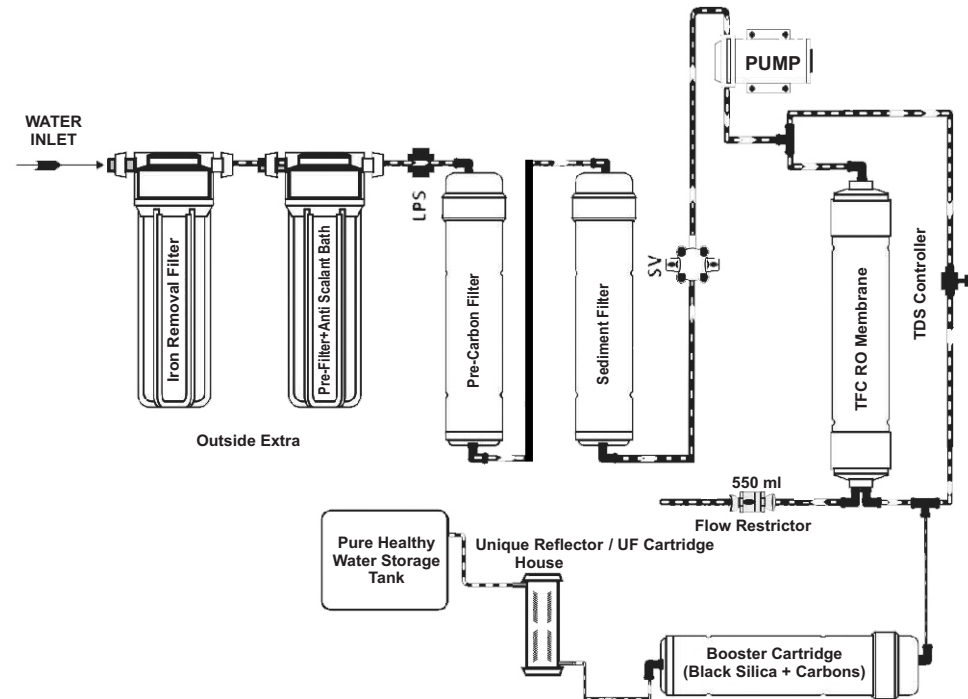 WATER
INLET
Iron Removal Filter
Pre-Filter+Anti Scalant Bath
Outside Extra
LPS
Pre-Carbon Filter
Sediment Filter
SV
PUMP
TFC RO Membrane
TDS Controller
550 ml
Flow Restrictor
Pure Healthy
Water Storage
Tank
Unique Reflector / UF Cartridge
House
Booster Cartridge
(Black Silica + Carbons)